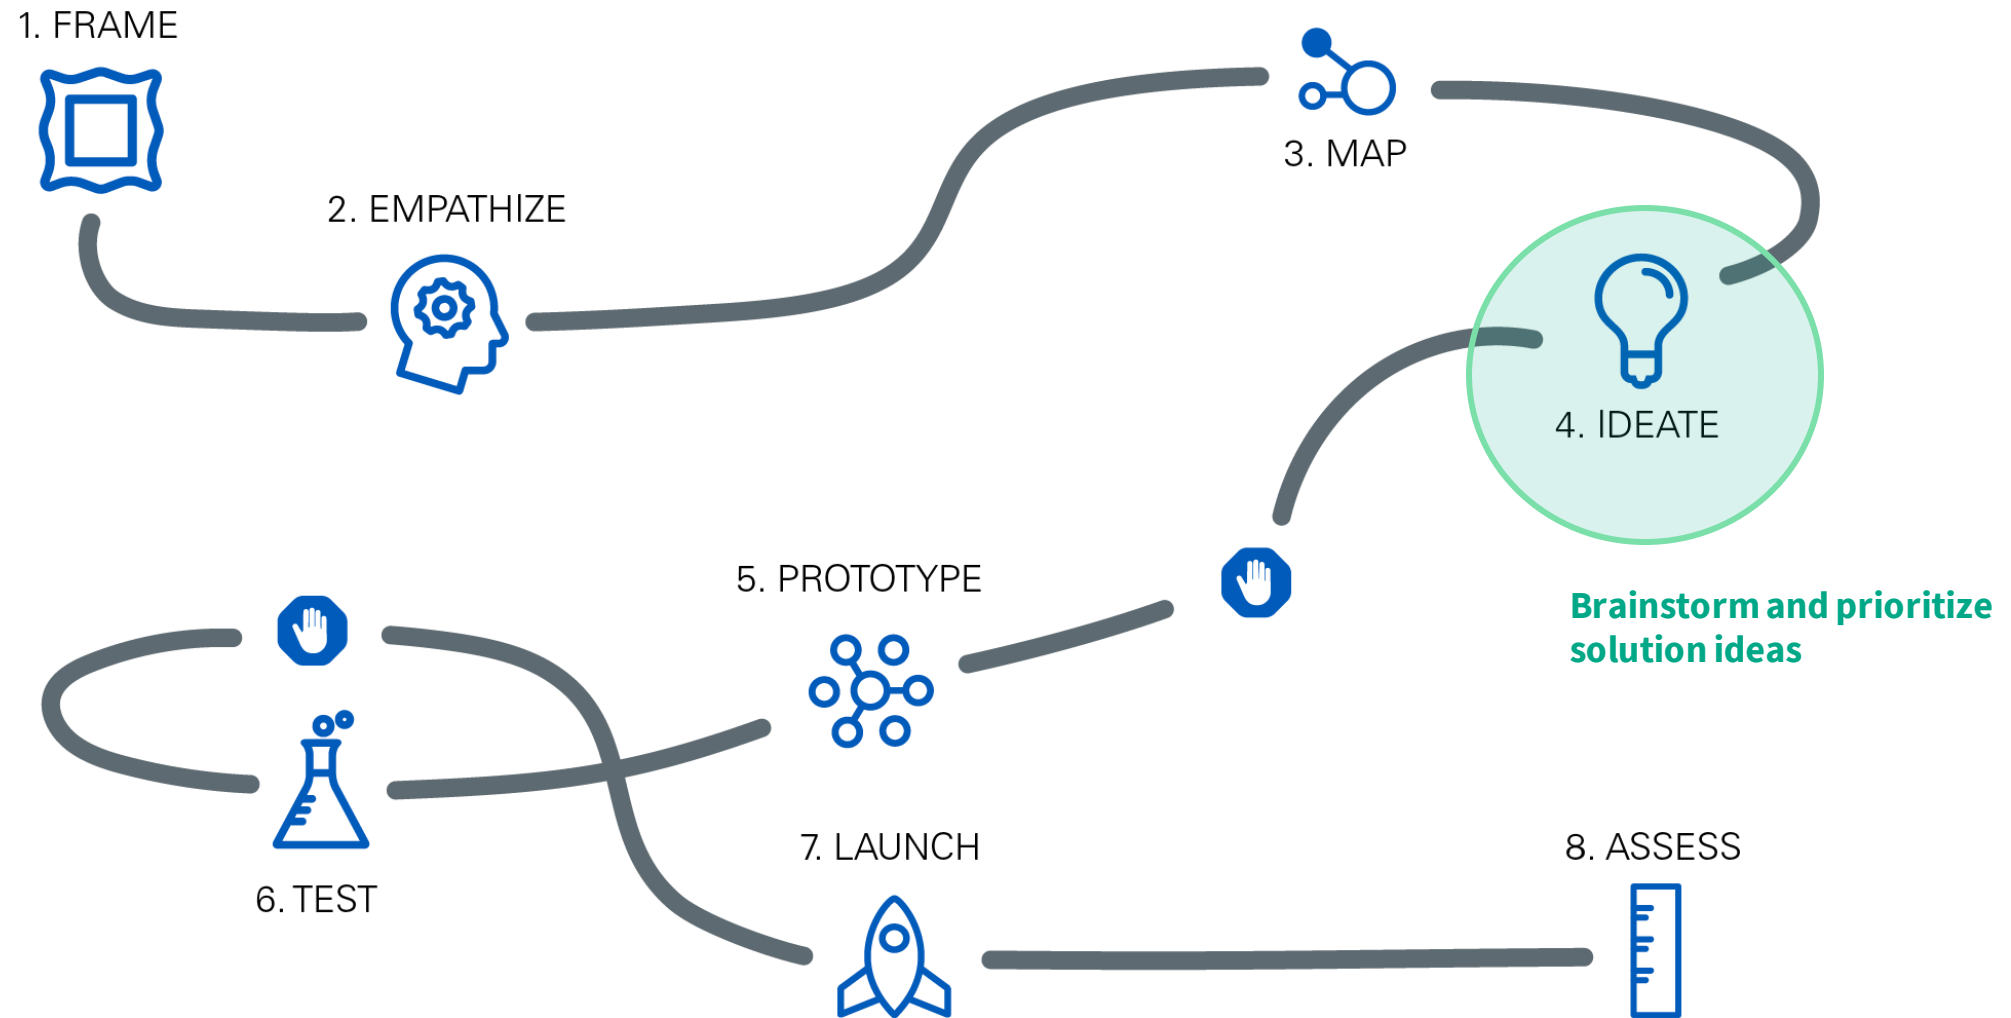 1. FRAME
2. EMPATHIZE
3. MAP
4. IDEATE
Brainstorm and prioritize
solution ideas
5. PROTOTYPE
6. TEST
7. LAUNCH
8. ASSESS